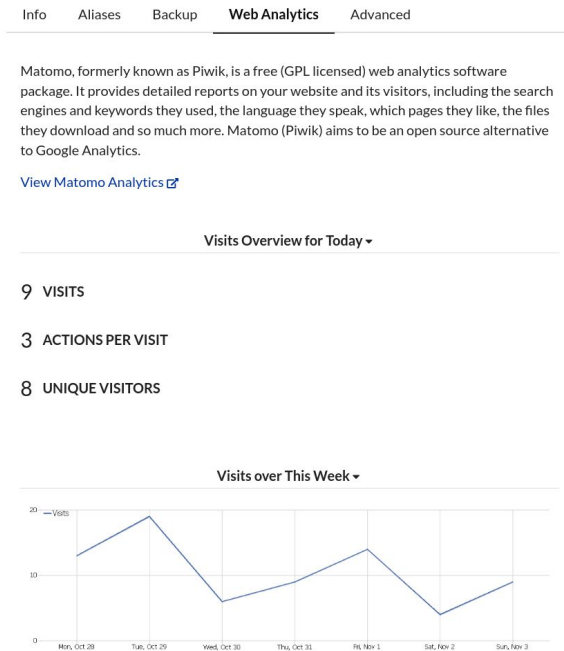 Info Aliases Backup Web Analytics Advanced
Matomo, formerly known as Piwik, is a free (GPL licensed) web analytics software
package. It provides detailed reports on your website and its visitors, including the search
engines and keywords they used, the language they speak, which pages they like, the files
they download and so much more. Matomo (Piwik) aims to be an open source alternative
to Google Analytics.
View Matomo Analytics
Visits Overview for Today
9 VISITS
3 ACTIONS PER VISIT
8 UNIQUE VISITORS
Visits over This Week
20
Visits
10
0
Mon, Oct 28 Tue, Oct 29 Wed, Oct 30 Thu, Oct 31 Fri, Nov 1 Sat, Nov 2 Sun, Nov 3